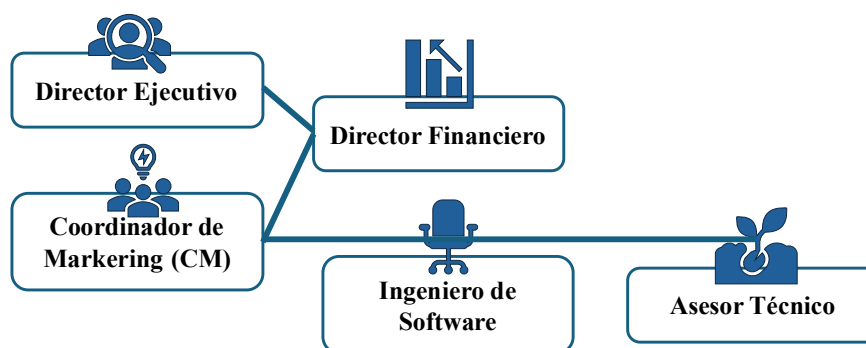 Director Ejecutivo
Director Financiero
Coordinador de
Markering (CM)
Ingeniero de
Software
Asesor Técnico